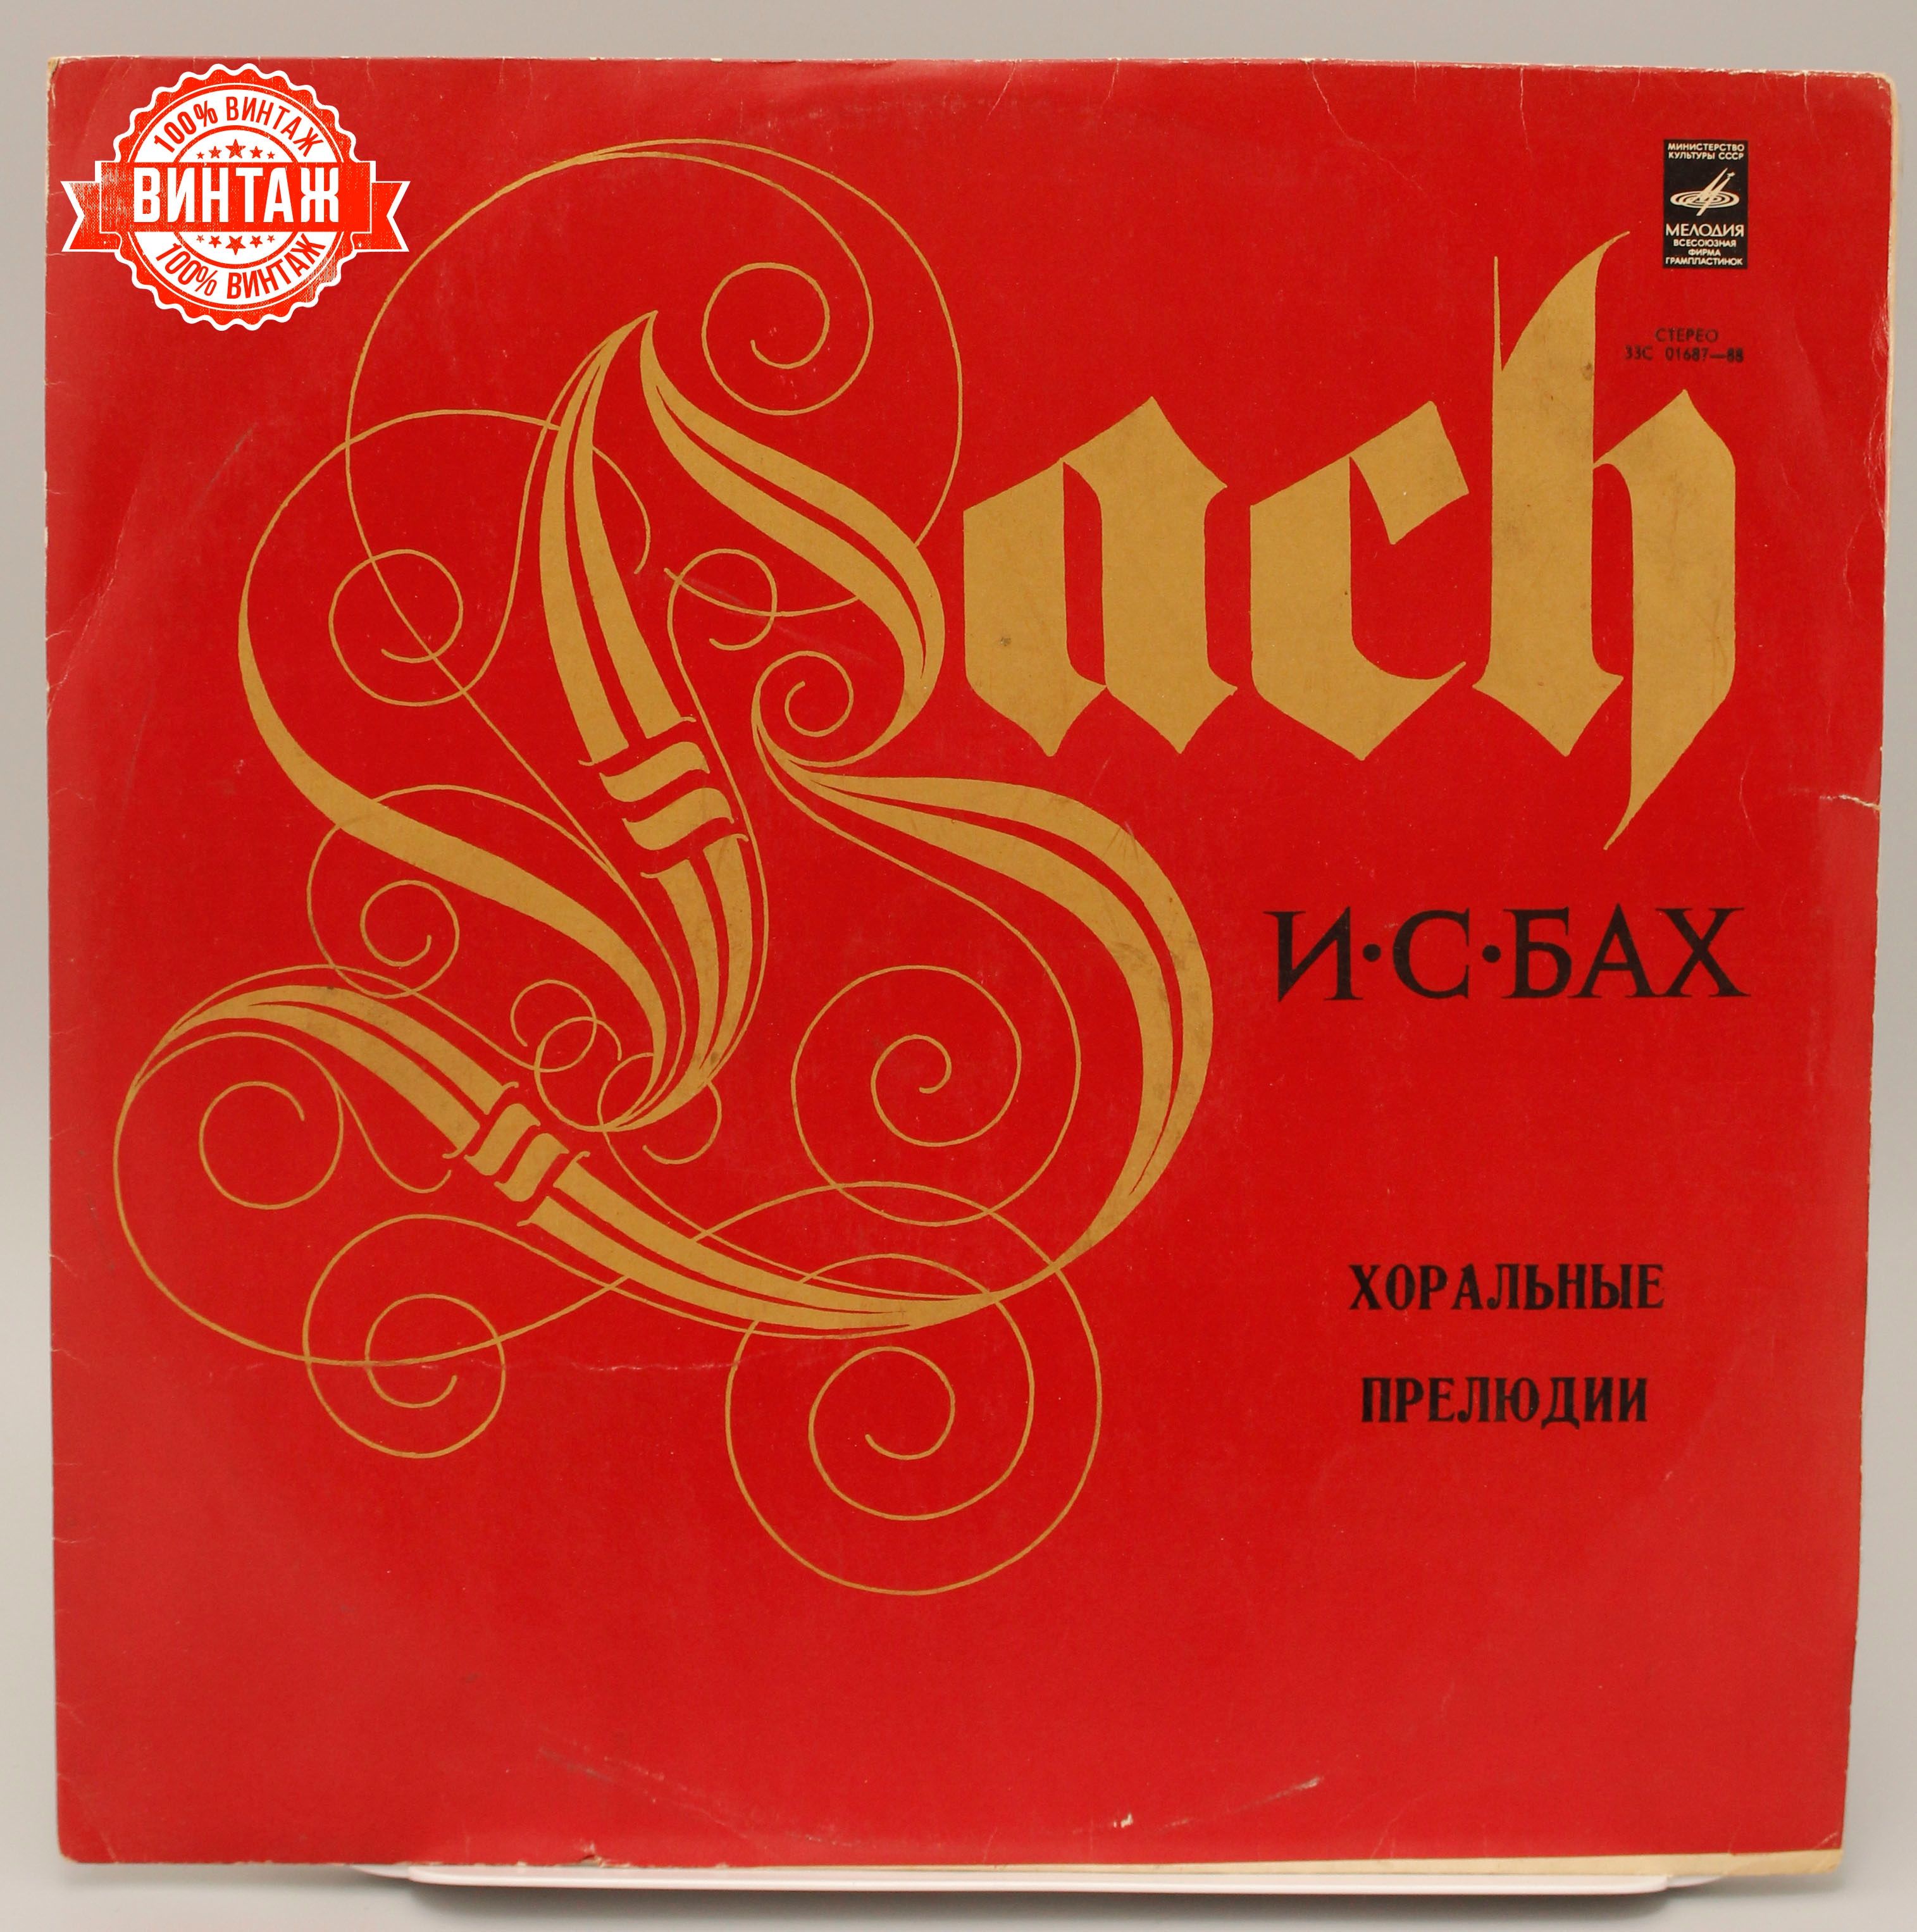 100% ВИНТАЖ
ВИНТАЖ
100% ВИНТАЖ
МИНИСТЕРСТВО
КУЛЬТУРЫ СССР
МЕЛОДИЯ
ВСЕСОЮЗНАЯ
ФИРМА
ГРАМПЛАСТИНОК
СТЕРЕО
33С 01687—88
Bach
И·С·БАХ
ХОРАЛЬНЫЕ
ПРЕЛЮДИИ